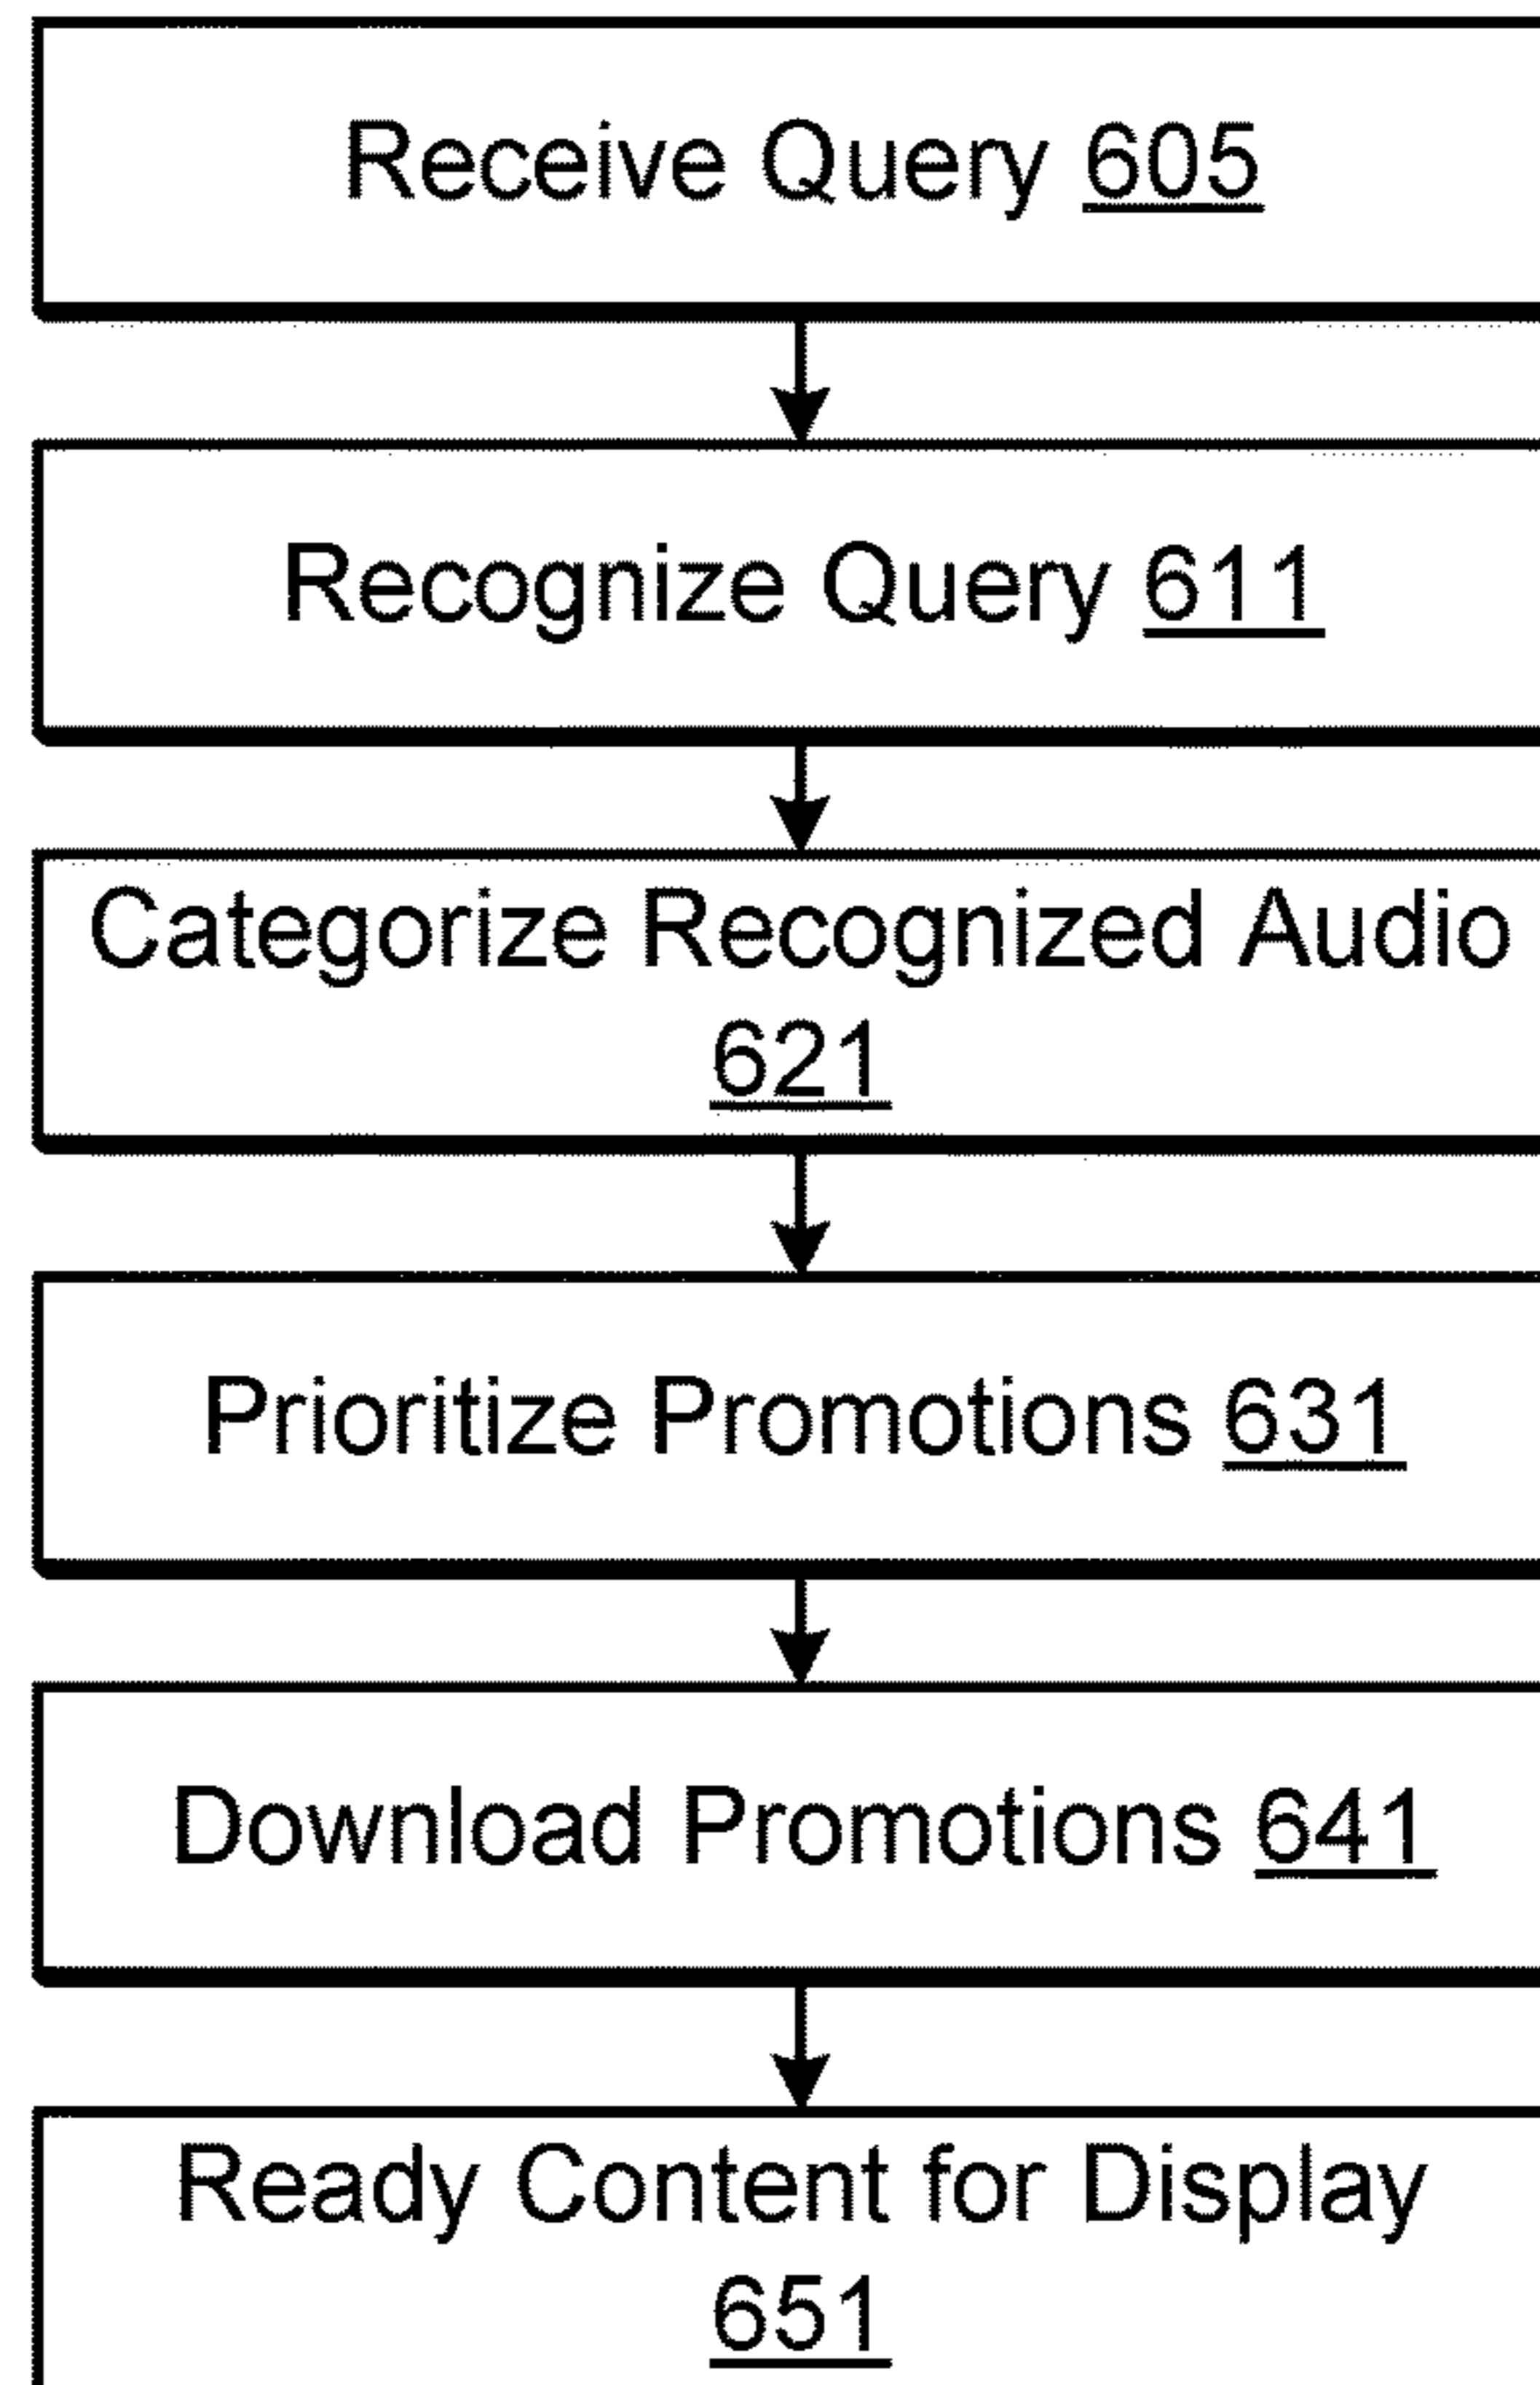 Receive Query 605
Recognize Query 611
Categorize Recognized Audio
621
Prioritize Promotions 631
Download Promotions 641
Ready Content for Display
651